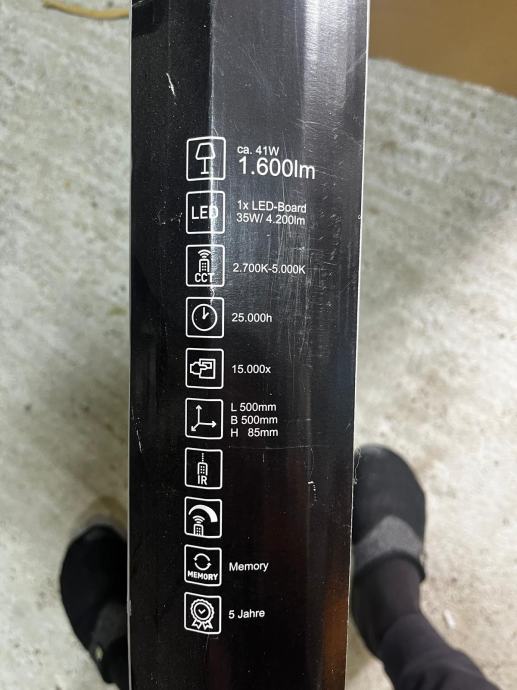 ca. 41W
1.600lm
LED
1x LED-Board
35W/ 4.200lm
CCT
2.700K-5.000K
25.000h
15.000x
L 500mm
B 500mm
H 85mm
IR
MEMORY
Memory
5 Jahre